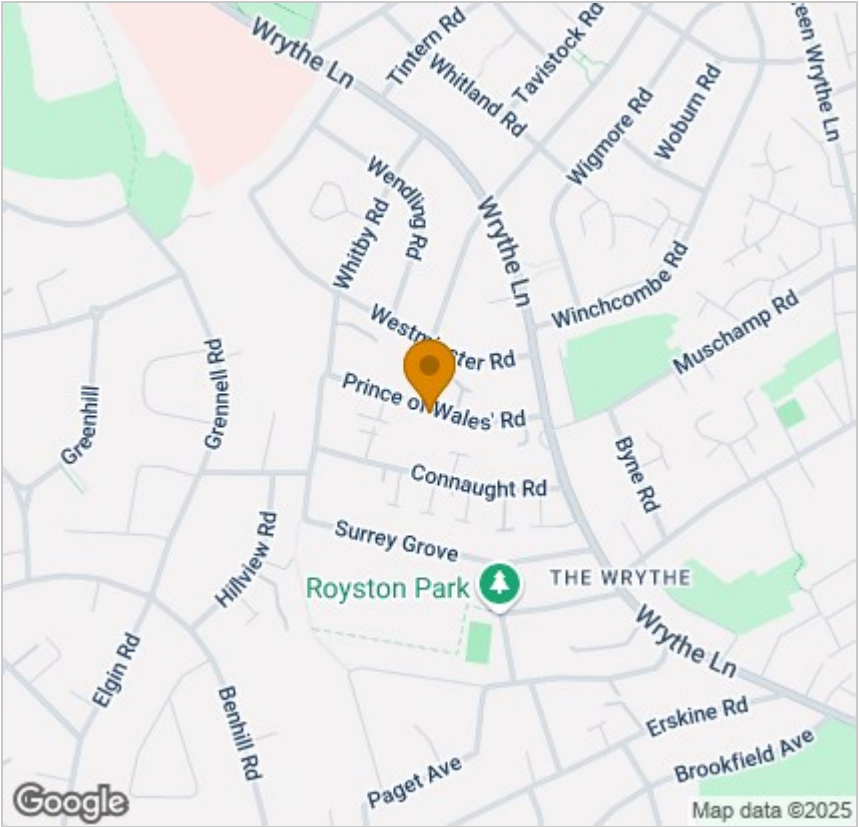 Wrythe Ln
Tintern Rd
Whitland Rd
Tavistock Rd
Wigmore Rd
Woburn Rd
reen Wrythe Ln
Wendling Rd
Whitby Rd
Wrythe Ln
Winchcombe Rd
Muschamp Rd
Westminster Rd
Prince of Wales' Rd
Grennell Rd
Greenhill
Connaught Rd
Byne Rd
Surrey Grove
Hillview Rd
Royston Park
THE WRYTHE
Wrythe Ln
Elgin Rd
Benhill Rd
Erskine Rd
Brookfield Ave
Paget Ave
Google
Map data ©2025